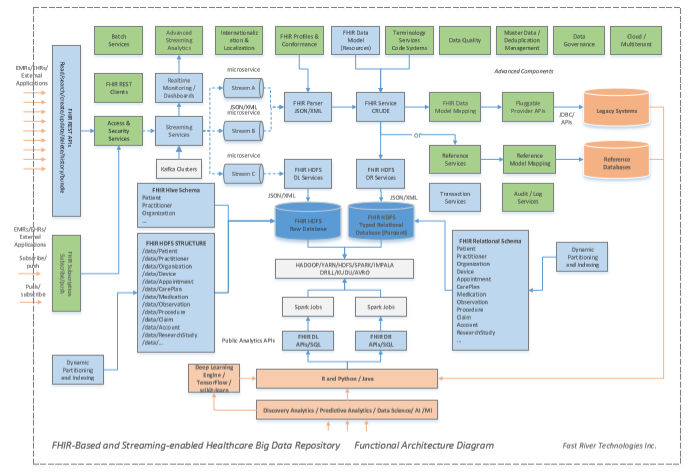 Batch
Services
Advanced
Streaming
Analytics
Internationaliz
ation &
Localization
FHIR Profiles &
Conformance
FHIR Data
Model
(Resources)
Terminology
Services
Code Systems
Data Quality
Master Data /
Deduplication
Management
Data
Governance
Cloud /
Multitenent
EMRs/EHRs/
External
Applications
FHIR REST APIs
Read/search/create/update/delete/history/bundle
FHIR REST
Clients
Realtime
Monitoring /
Dashboards
microservice
Stream A
JSON/XML
microservice
Stream B
microservice
Stream C
Advanced Components
FHIR Parser
JSON/XML
FHIR Service
CRUDE
FHIR Data
Model Mapping
Pluggable
Provider APIs
JDBC/
APIs
Legacy Systems
Access &
Security
Services
Streaming
Services
Kafka Clusters
or
Reference
Services
Reference
Model Mapping
Reference
Databases
FHIR HDFS
DL Services
FHIR HDFS
DR Services
Transaction
Services
Audit / Log
Services
JSON/XML
JSON/XML
FHIR Hive Schema
Patient
Practitioner
Organization
...
FHIR HDFS
Raw Database
FHIR HDFS
Typed Relational
Database (Parquet)
EMRs/EHRs/
External
Applications
Subscribe/
push
Push/
subscribe
FHIR Subscriptions
Subscribe/push
FHIR HDFS STRUCTURE
/data/Patient
/data/Practitioner
/data/Organization
/data/Device
/data/Appointment
/data/CarePlan
/data/Medication
/data/Observation
/data/Procedure
/data/Claim
/data/Account
/data/ResearchStudy
/data/...
HADOOP/YARN/HDFS/SPARK/IMPALA
DRILL/KUDU/AVRO
FHIR Relational Schema
Patient
Practitioner
Organization
Device
Appointment
CarePlan
Medication
Observation
Procedure
Claim
Account
ResearchStudy
...
Dynamic
Partitioning
and Indexing
Spark Jobs
Spark Jobs
Public Analytics APIs
FHIR DL
APIs/SQL
FHIR DR
APIs/SQL
Dynamic
Partitioning
and Indexing
Deep Learning
Engine /
TensorFlow /
scikit-learn
R and Python / Java
Discovery Analytics / Predictive Analytics / Data Science/ AI /Ml
FHIR-Based and Streaming-enabled Healthcare Big Data Repository
Functional Architecture Diagram
Fast River Technologies Inc.